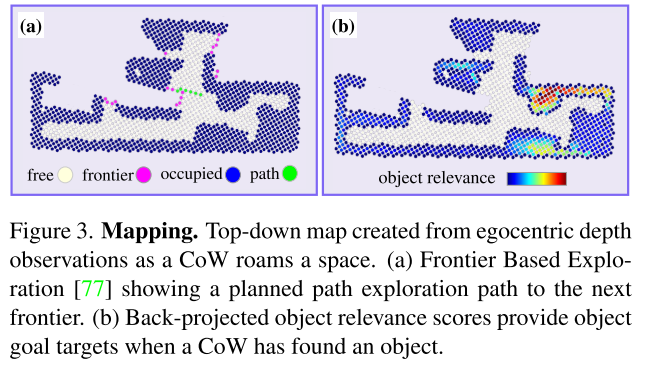 (a)
(b)
free frontier occupied path
object relevance
Figure 3. Mapping. Top-down map created from egocentric depth
observations as a CoW roams a space. (a) Frontier Based Explo-
ration [77] showing a planned path exploration path to the next
frontier. (b) Back-projected object relevance scores provide object
goal targets when a CoW has found an object.